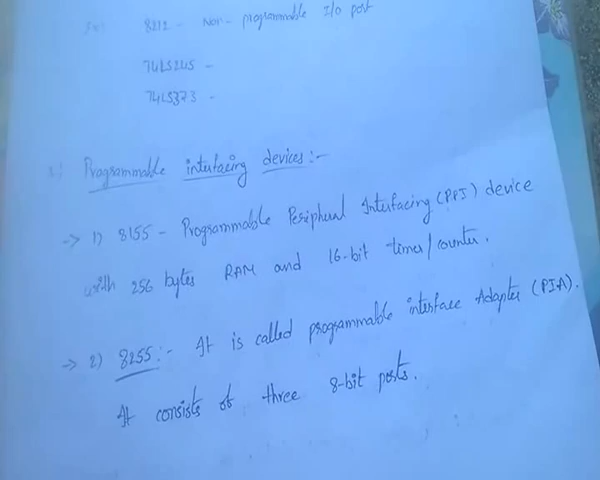 8212 - Non-programmable I/O port
74LS245 -
74LS373 -
2) Programmable interfacing devices:-
-> 1) 8155 - Programmable Peripheral Interfacing (PPI) device
with 256 bytes RAM and 16-bit timer/counter.
-> 2) 8255:- It is called programmable interface Adapter (PIA).
It consists of three 8-bit ports.